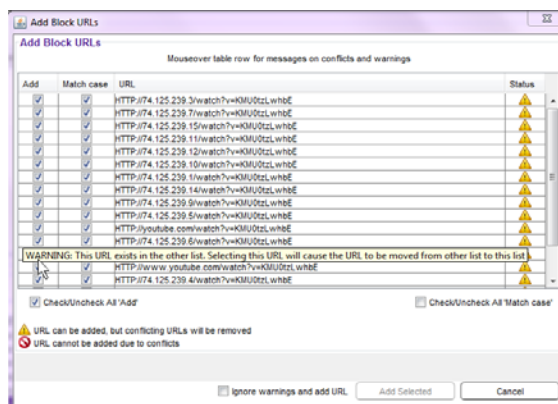 Add Block URLs
Add Block URLs
Mouseover table row for messages on conflicts and warnings
Add Match case URL Status
HTTP://74.125.239.3/watch?v=KMU0tzLwhbE
HTTP://74.125.239.7/watch?v=KMU0tzLwhbE
HTTP://74.125.239.15/watch?v=KMU0tzLwhbE
HTTP://74.125.239.11/watch?v=KMU0tzLwhbE
HTTP://74.125.239.12/watch?v=KMU0tzLwhbE
HTTP://74.125.239.10/watch?v=KMU0tzLwhbE
HTTP://74.125.239.1/watch?v=KMU0tzLwhbE
HTTP://74.125.239.14/watch?v=KMU0tzLwhbE
HTTP://74.125.239.9/watch?v=KMU0tzLwhbE
HTTP://74.125.239.5/watch?v=KMU0tzLwhbE
HTTP://youtube.com/watch?v=KMU0tzLwhbE
HTTP://74.125.239.6/watch?v=KMU0tzLwhbE
WARNING: This URL exists in the other list. Selecting this URL will cause the URL to be moved from other list to this list
HTTP://www.youtube.com/watch?v=KMU0tzLwhbE
HTTP://74.125.239.4/watch?v=KMU0tzLwhbE
Check/Uncheck All 'Add' Check/Uncheck All 'Match case'
URL can be added, but conflicting URLs will be removed
URL cannot be added due to conflicts
Ignore warnings and add URL Add Selected Cancel